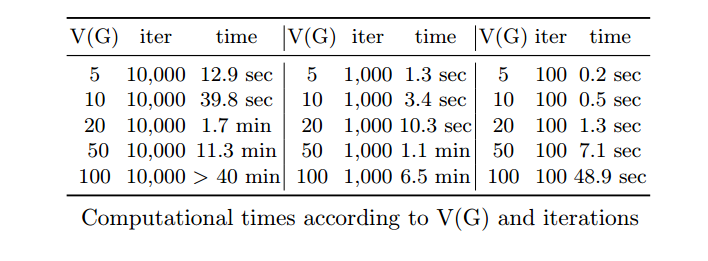 V(G) iter time V(G) iter time V(G) iter time
5 10,000 12.9 sec 5 1,000 1.3 sec 5 100 0.2 sec
10 10,000 39.8 sec 10 1,000 3.4 sec 10 100 0.5 sec
20 10,000 1.7 min 20 1,000 10.3 sec 20 100 1.3 sec
50 10,000 11.3 min 50 1,000 1.1 min 50 100 7.1 sec
100 10,000 > 40 min 100 1,000 6.5 min 100 100 48.9 sec
Computational times according to V(G) and iterations